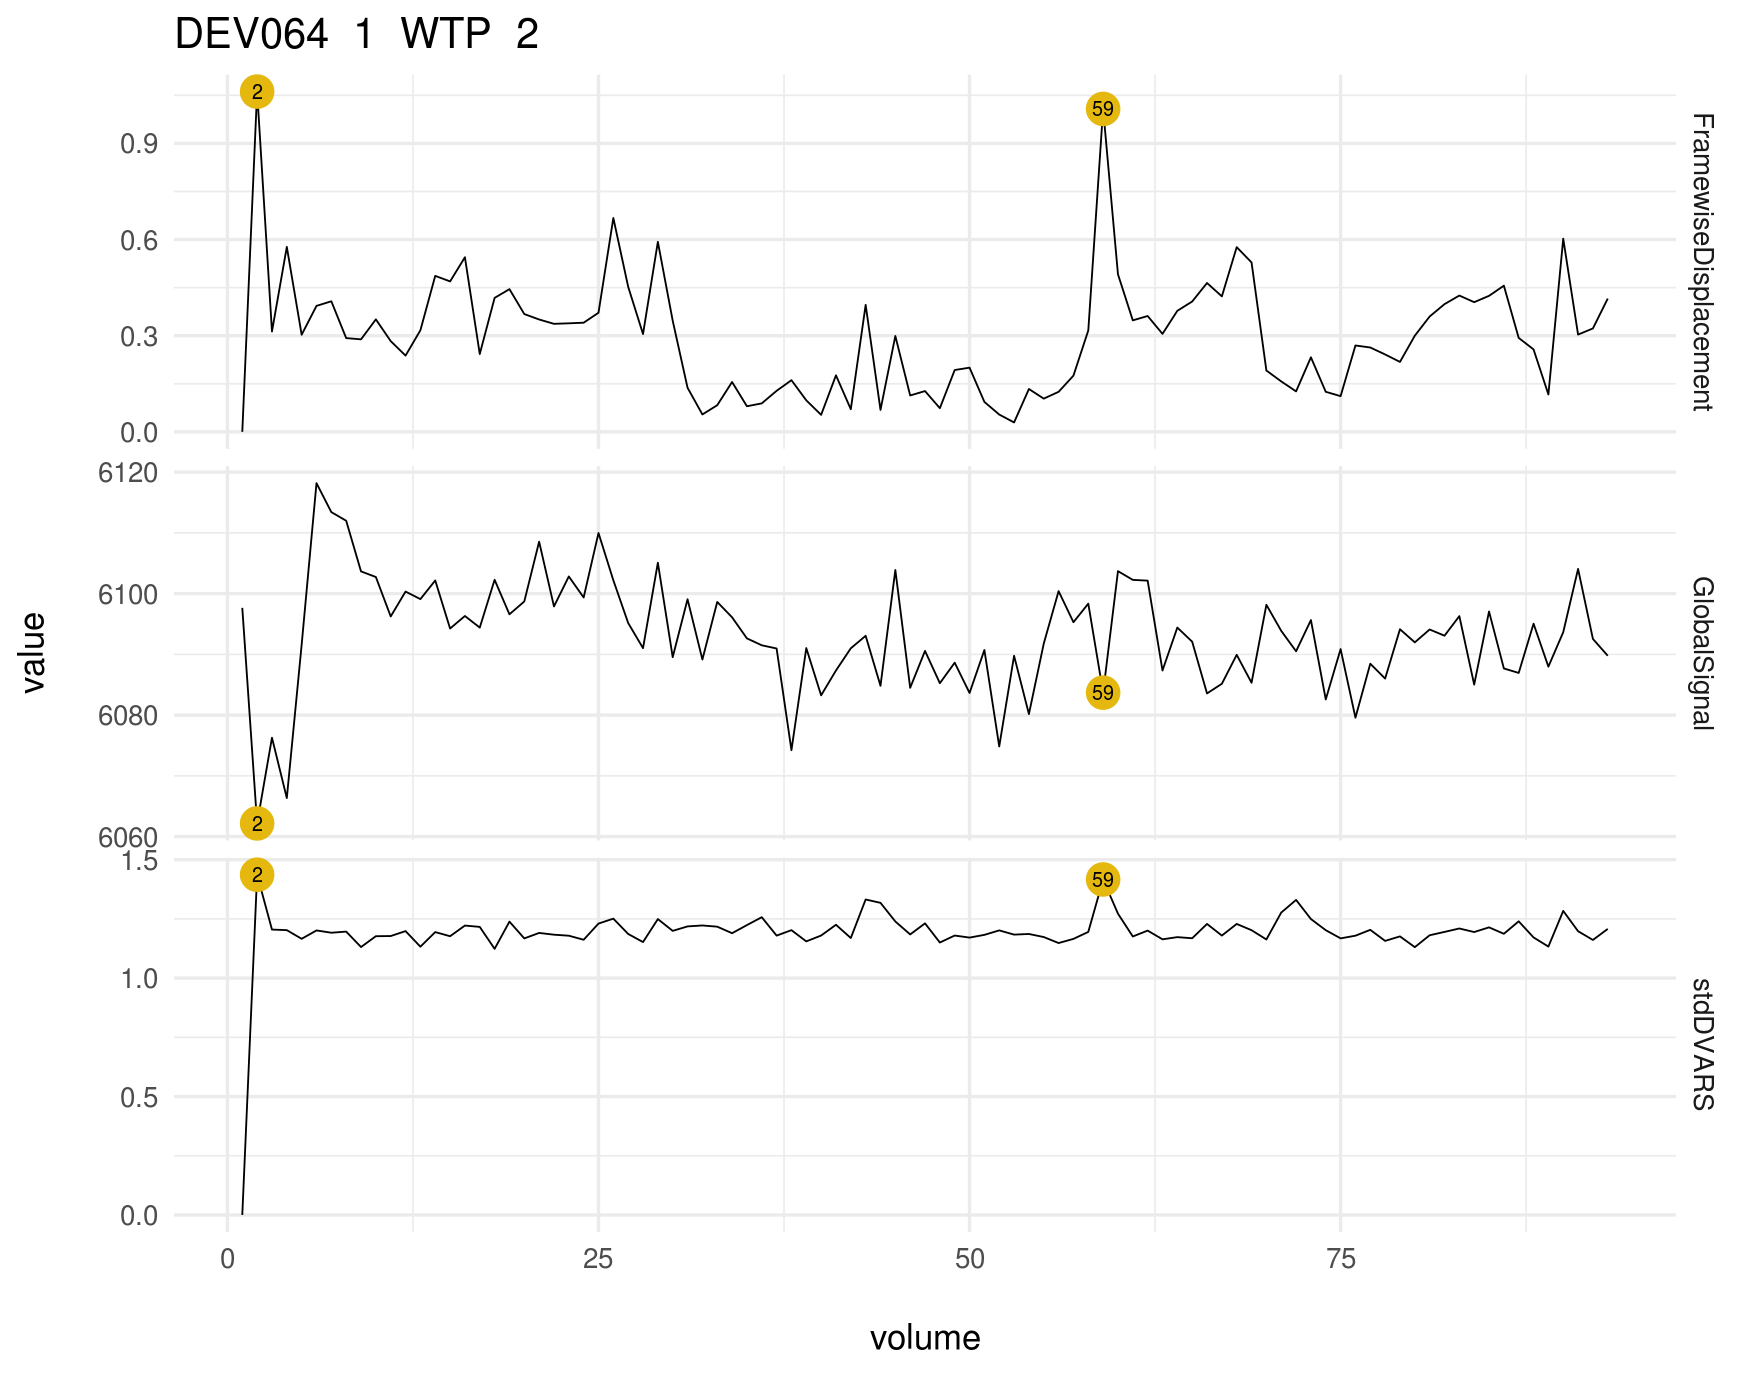 DEV064 1 WTP 2
2
59
0.9
0.6
0.3
0.0
FramewiseDisplacement
6120
6100
6080
6060
59
2
GlobalSignal
value
2
59
1.5
1.0
0.5
0.0
stdDVARS
0 25 50 75
volume